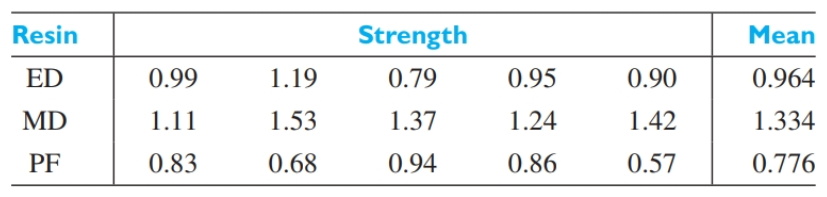 Resin Strength Mean
ED 0.99 1.19 0.79 0.95 0.90 0.964
MD 1.11 1.53 1.37 1.24 1.42 1.334
PF 0.83 0.68 0.94 0.86 0.57 0.776